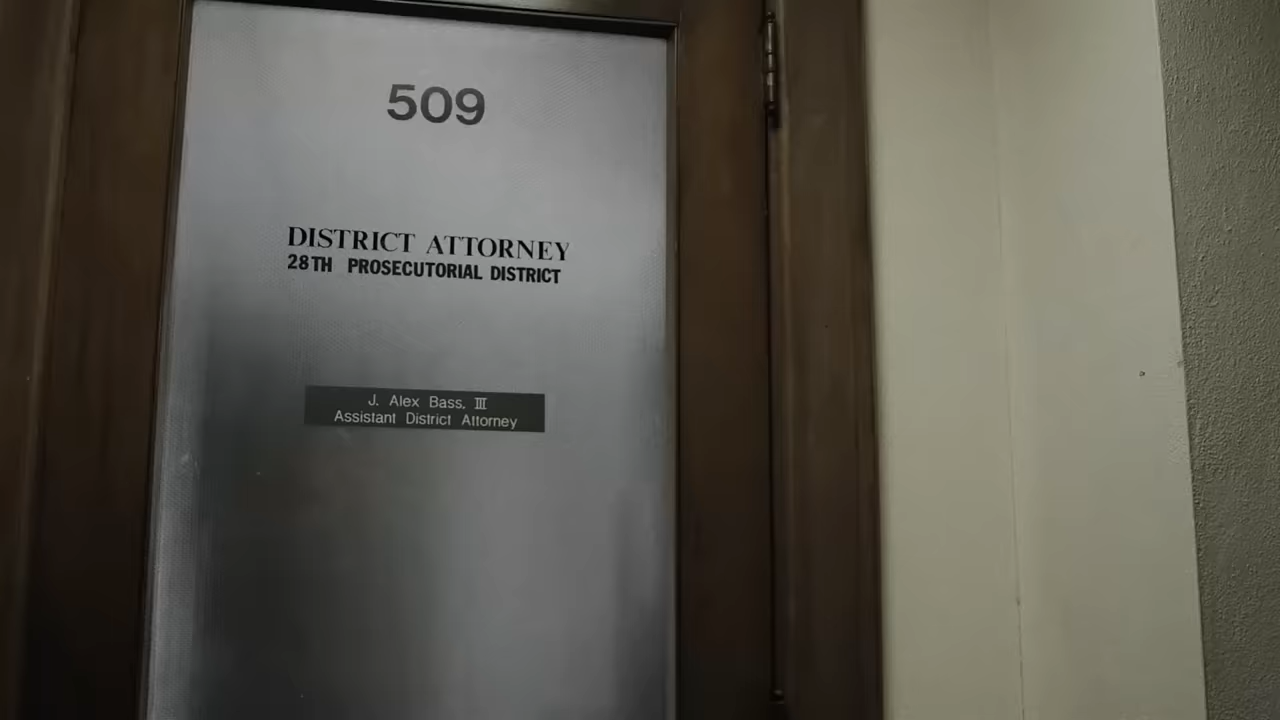 509
DISTRICT ATTORNEY
28TH PROSECUTORIAL DISTRICT
J. Alex Bass, III
Assistant District Attorney